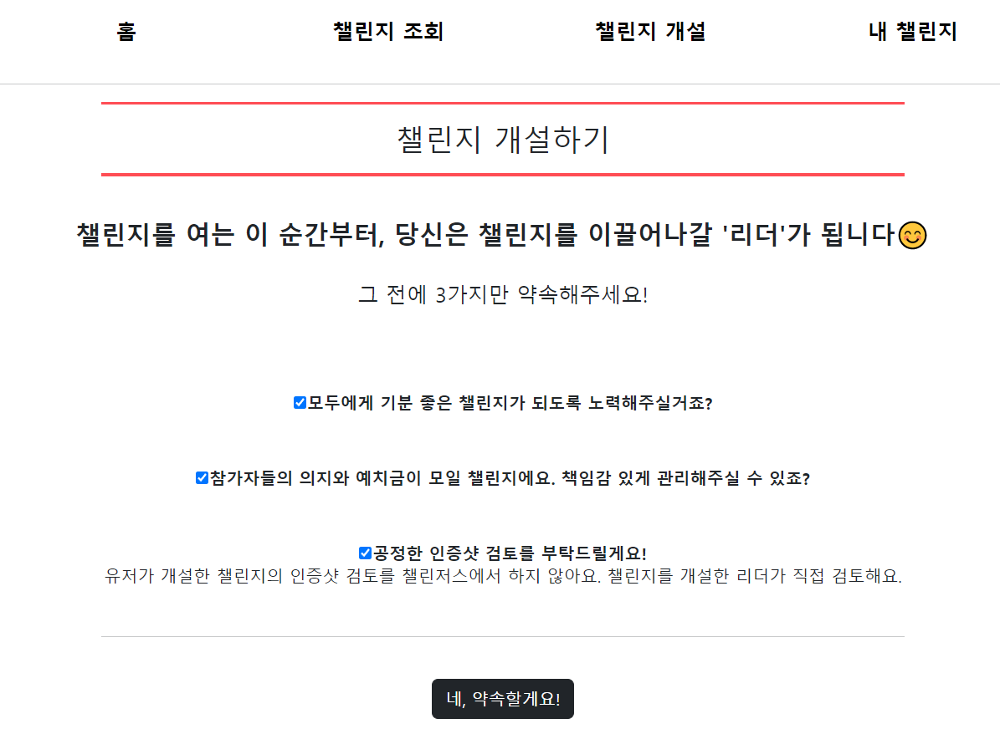 홈 챌린지 조회 챌린지 개설 내 챌린지
챌린지 개설하기
챌린지를 여는 이 순간부터, 당신은 챌린지를 이끌어나갈 '리더'가 됩니다😊
그 전에 3가지만 약속해주세요!
모두에게 기분 좋은 챌린지가 되도록 노력해주실거죠?
참가자들의 의지와 예치금이 모일 챌린지에요. 책임감 있게 관리해주실 수 있죠?
공정한 인증샷 검토를 부탁드릴게요!
유저가 개설한 챌린지의 인증샷 검토를 챌린저스에서 하지 않아요. 챌린지를 개설한 리더가 직접 검토해요.
네, 약속할게요!